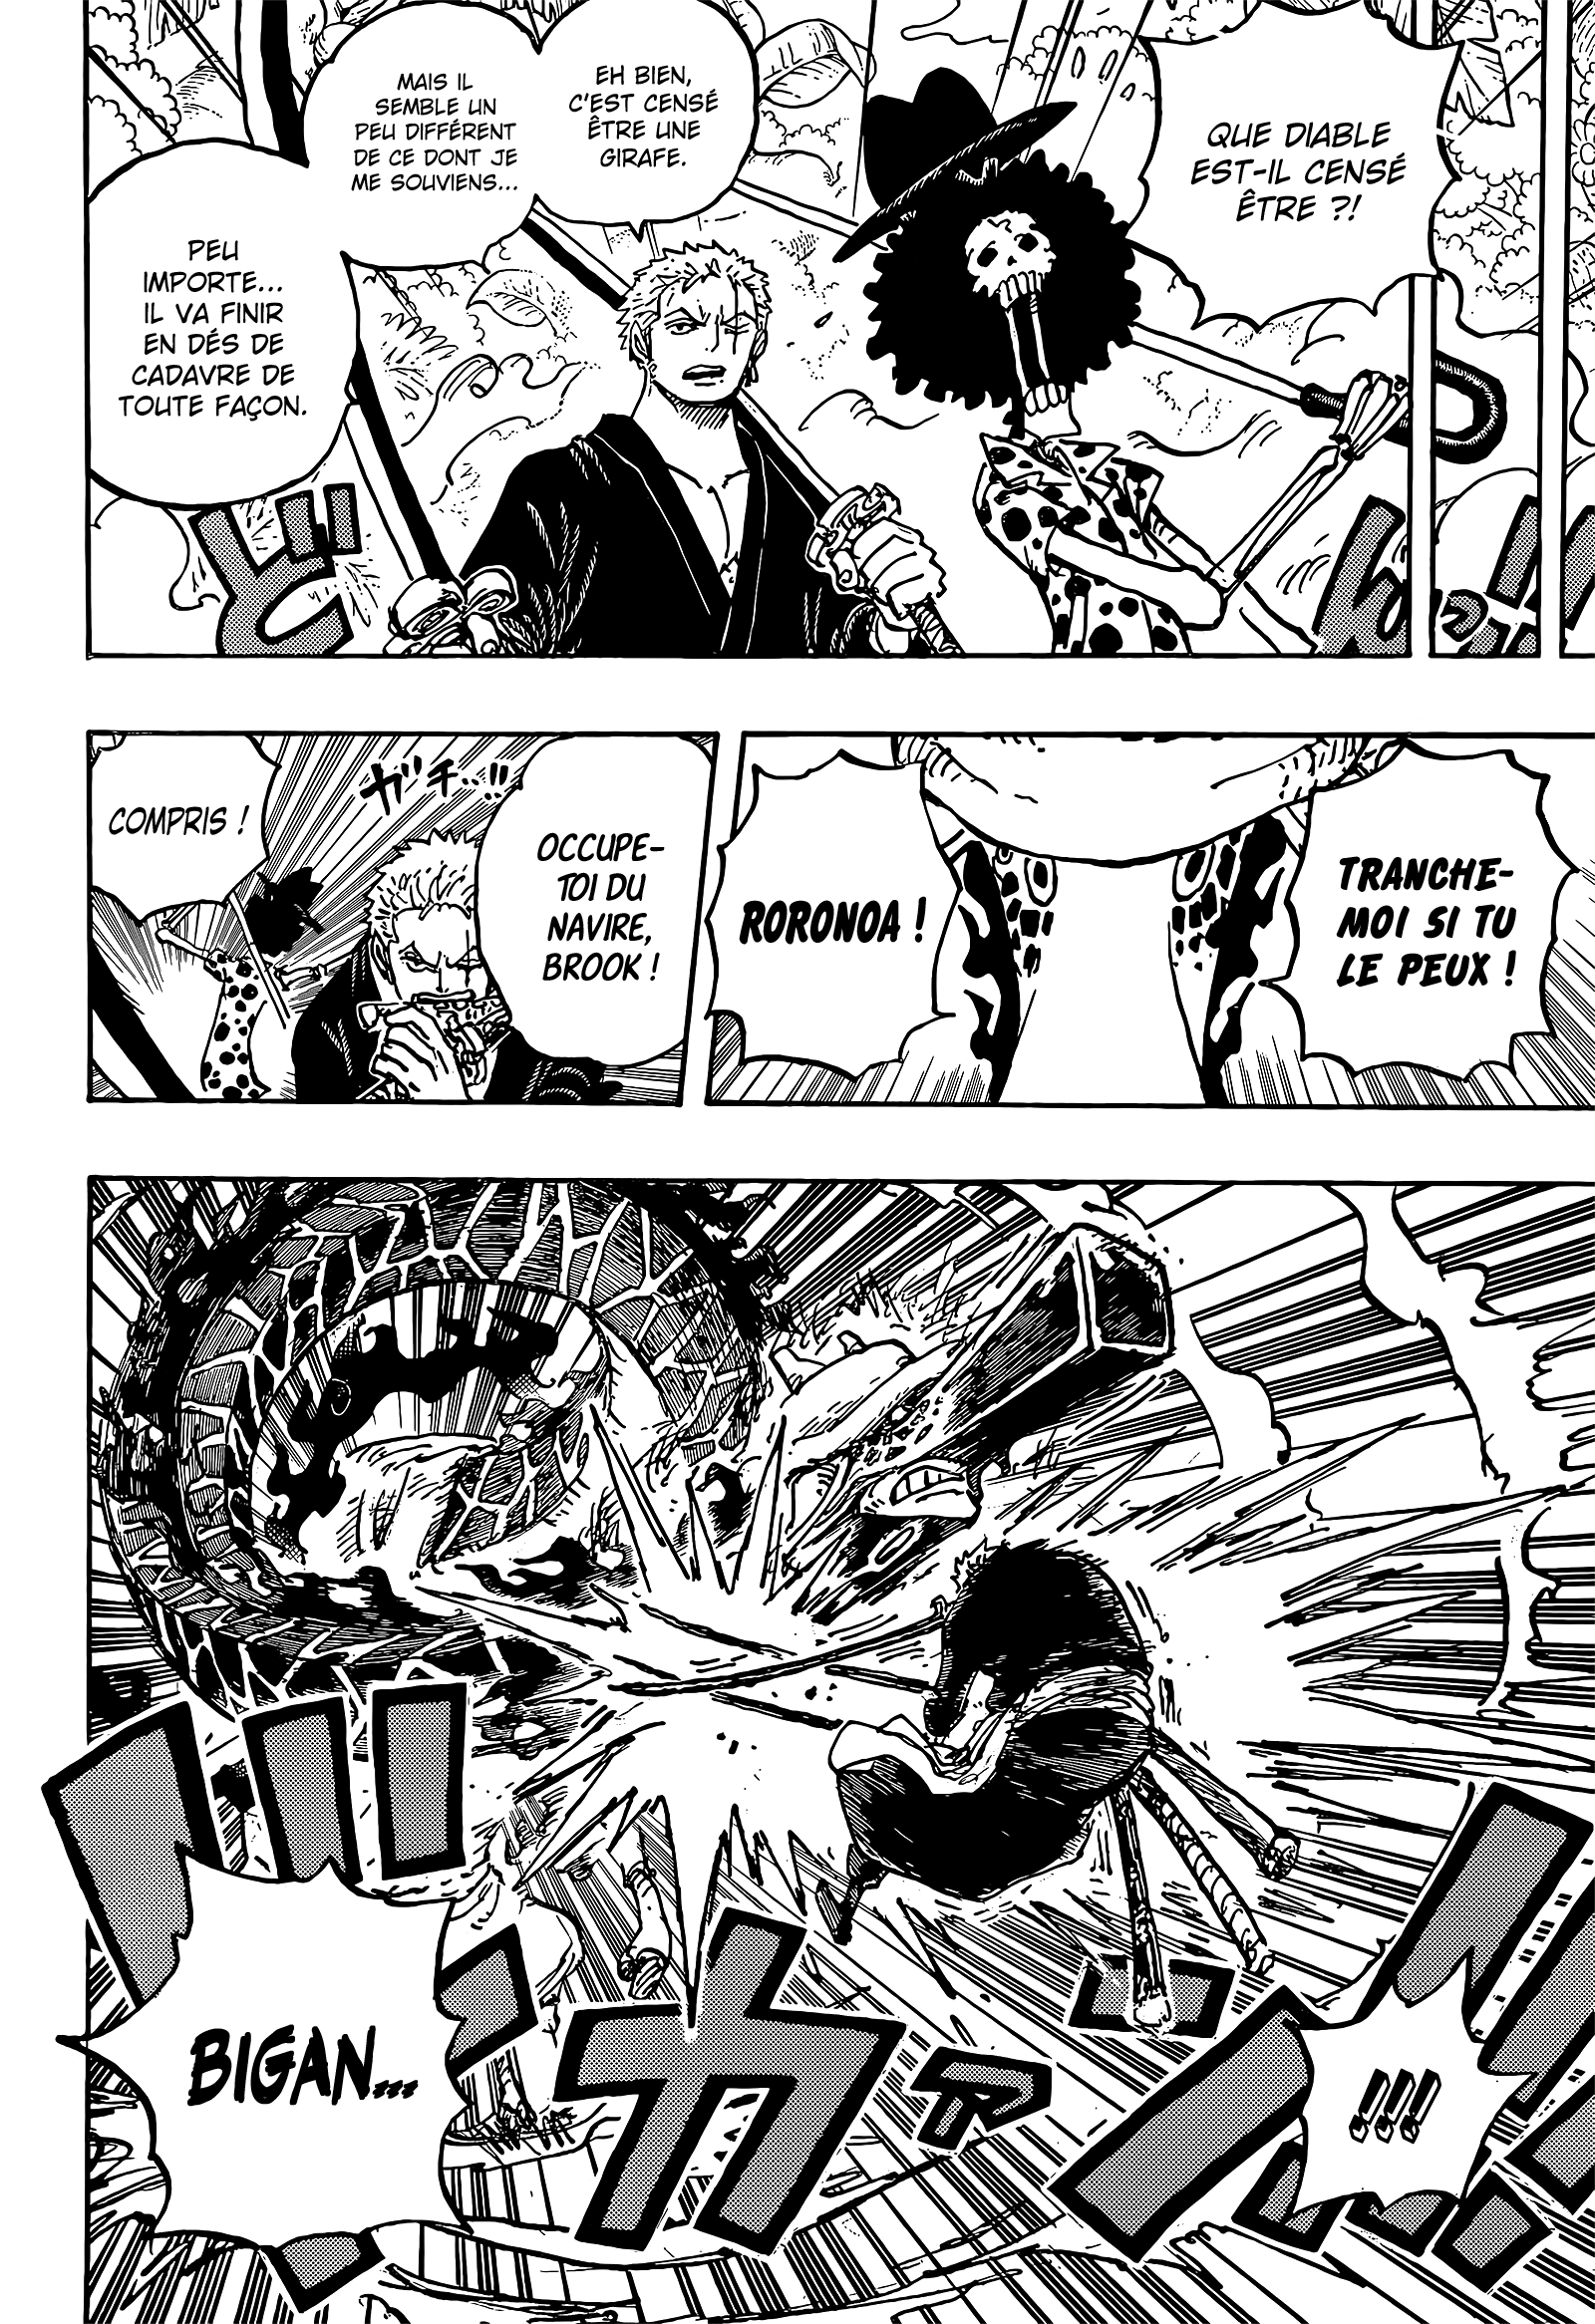 QUE DIABLE
EST-IL CENSÉ
ÊTRE ?!
EH BIEN,
C'EST CENSÉ
ÊTRE UNE
GIRAFE.
MAIS IL
SEMBLE UN
PEU DIFFÉRENT
DE CE DONT JE
ME SOUVIENS...
PEU
IMPORTE...
IL VA FINIR
EN DÉS DE
CADAVRE DE
TOUTE FAÇON.
TRANCHE-
MOI SI TU
LE PEUX !
RORONOA !
OCCUPE-
TOI DU
NAVIRE,
BROOK !
ガチ..!!
COMPRIS !
!!!
BIGAN...